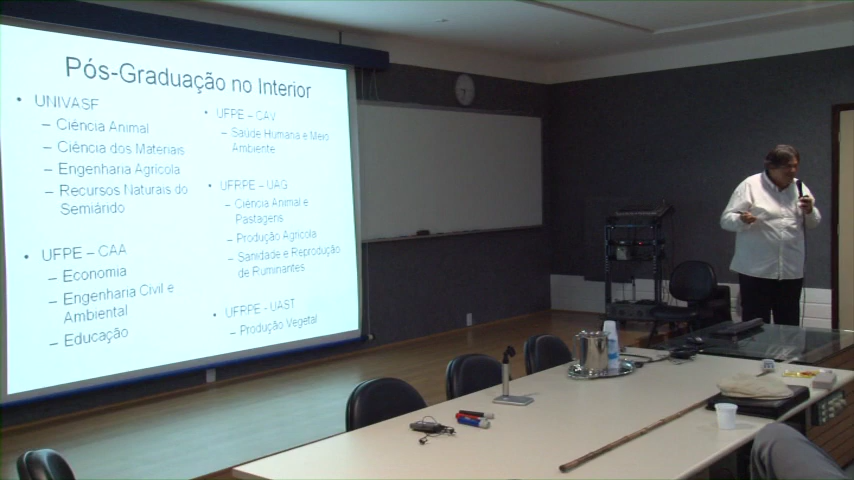 Pós-Graduação no Interior
• UNIVASF
– Ciência Animal
– Ciência dos Materiais
– Engenharia Agrícola
– Recursos Naturais do
Semiárido
• UFPE – CAA
– Economia
– Engenharia Civil e
Ambiental
– Educação
• UFPE – CAV
– Saúde Humana e Meio
Ambiente
• UFRPE – UAG
– Ciência Animal e
Pastagens
– Produção Agrícola
– Sanidade e Reprodução
de Ruminantes
• UFRPE - UAST
– Produção Vegetal